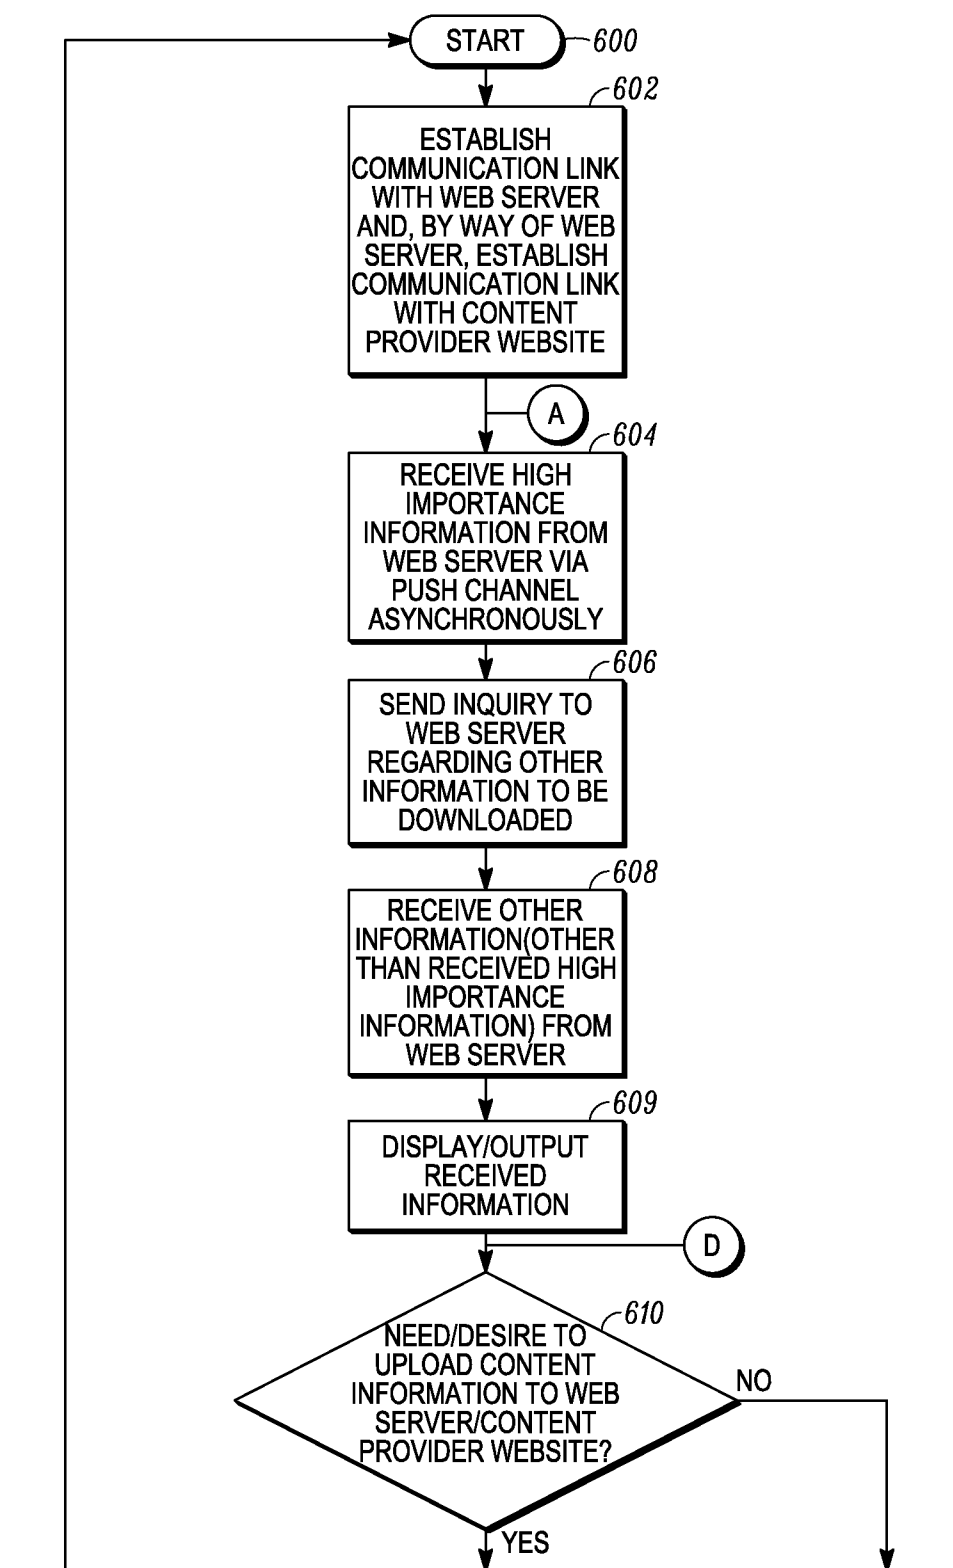 START
600
602
ESTABLISH
COMMUNICATION LINK
WITH WEB SERVER
AND, BY WAY OF WEB
SERVER, ESTABLISH
COMMUNICATION LINK
WITH CONTENT
PROVIDER WEBSITE
A
604
RECEIVE HIGH
IMPORTANCE
INFORMATION FROM
WEB SERVER VIA
PUSH CHANNEL
ASYNCHRONOUSLY
606
SEND INQUIRY TO
WEB SERVER
REGARDING OTHER
INFORMATION TO BE
DOWNLOADED
608
RECEIVE OTHER
INFORMATION(OTHER
THAN RECEIVED HIGH
IMPORTANCE
INFORMATION) FROM
WEB SERVER
609
DISPLAY/OUTPUT
RECEIVED
INFORMATION
D
610
NEED/DESIRE TO
UPLOAD CONTENT
INFORMATION TO WEB
SERVER/CONTENT
PROVIDER WEBSITE?
NO
YES